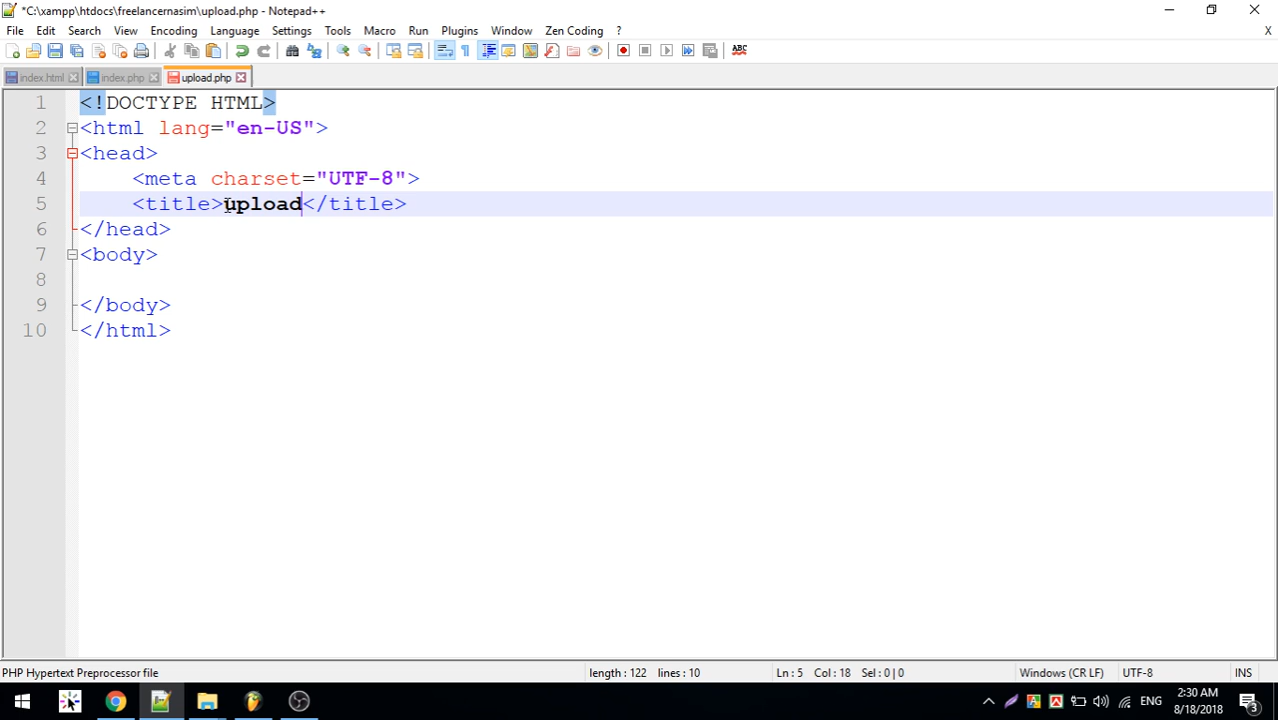 *C:\xampp\htdocs\freelancernasim\upload.php - Notepad++
File Edit Search View Encoding Language Settings Tools Macro Run Plugins Window Zen Coding ? X
index.html index.php upload.php
1 <!DOCTYPE HTML>
2 <html lang="en-US">
3 <head>
4 <meta charset="UTF-8">
5 <title>upload</title>
6 </head>
7 <body>
8
9 </body>
10 </html>
PHP Hypertext Preprocessor file length : 122 lines : 10 Ln : 5 Col : 18 Sel : 0 | 0 Windows (CR LF) UTF-8 INS
ENG 2:30 AM
8/18/2018 3